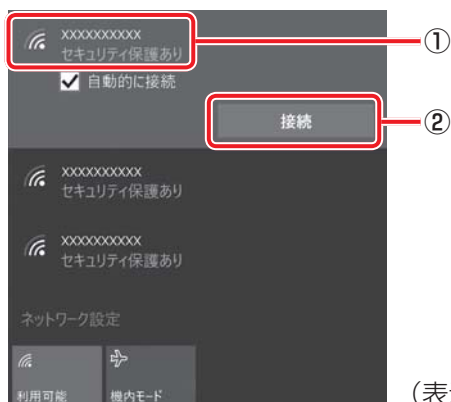 xxxxxxxxxx
セキュリティ保護あり
①
自動的に接続
接続
②
xxxxxxxxxx
セキュリティ保護あり
xxxxxxxxxx
セキュリティ保護あり
ネットワーク設定
利用可能
機内モード
（表